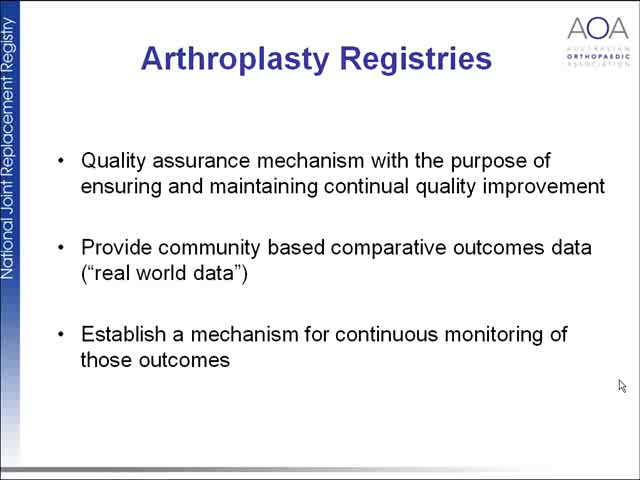 National Joint Replacement Registry
AOA
AUSTRALIAN
ORTHOPAEDIC
ASSOCIATION
Arthroplasty Registries
• Quality assurance mechanism with the purpose of
ensuring and maintaining continual quality improvement
• Provide community based comparative outcomes data
(“real world data”)
• Establish a mechanism for continuous monitoring of
those outcomes